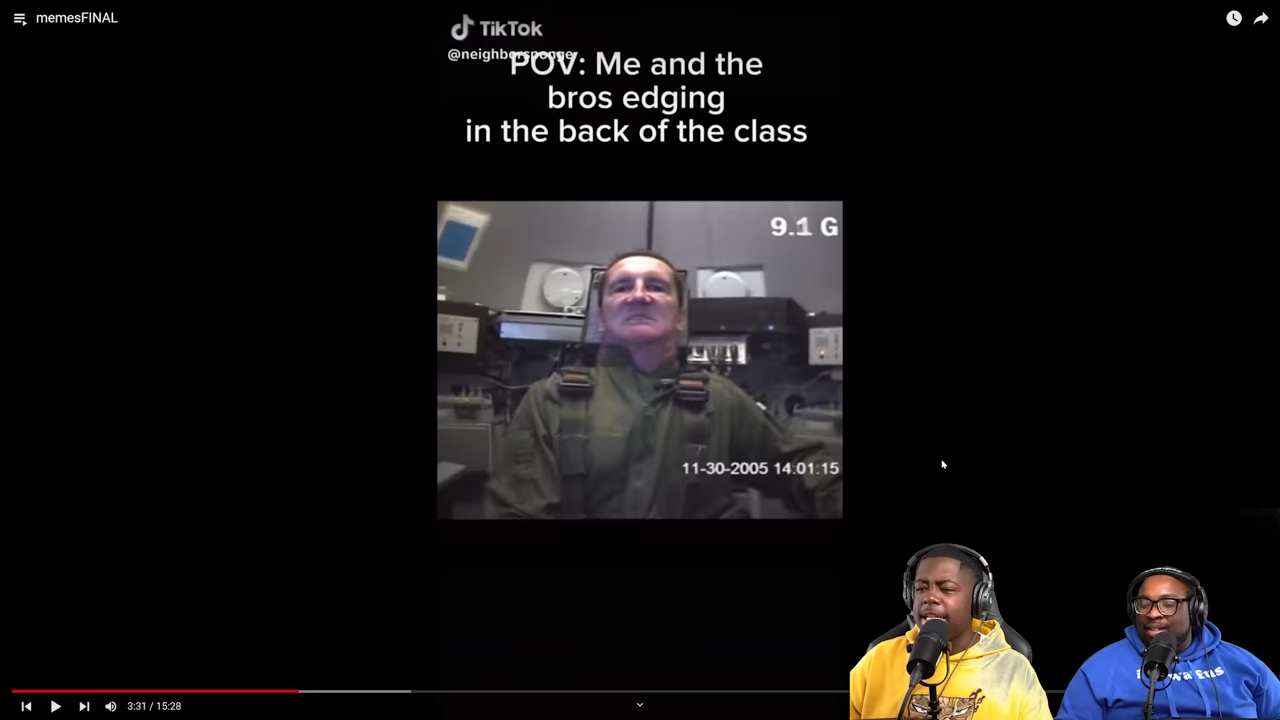 memesFINAL
TikTok
@neighborsponge
POV: Me and the
bros edging
in the back of the class
9.1 G
11-30-2005 14:01:15
3:31 / 15:28